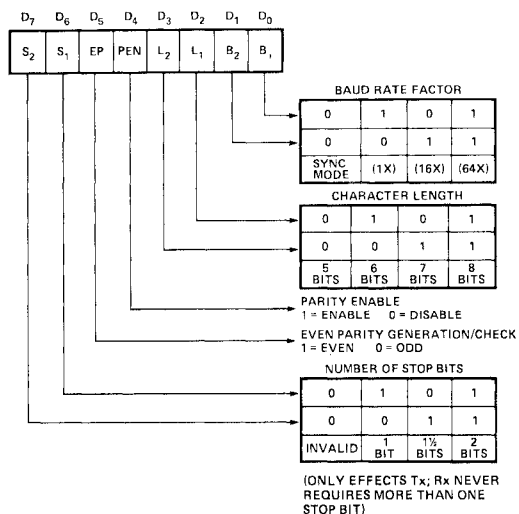 D7 D6 D5 D4 D3 D2 D1 D0
S2 S1 EP PEN L2 L1 B2 B1
BAUD RATE FACTOR
0 1 0 1
0 0 1 1
SYNC MODE (1X) (16X) (64X)
CHARACTER LENGTH
0 1 0 1
0 0 1 1
5 BITS 6 BITS 7 BITS 8 BITS
PARITY ENABLE
1 = ENABLE 0 = DISABLE
EVEN PARITY GENERATION/CHECK
1 = EVEN 0 = ODD
NUMBER OF STOP BITS
0 1 0 1
0 0 1 1
INVALID 1 BIT 1½ BITS 2 BITS
(ONLY EFFECTS Tx; Rx NEVER
REQUIRES MORE THAN ONE
STOP BIT)